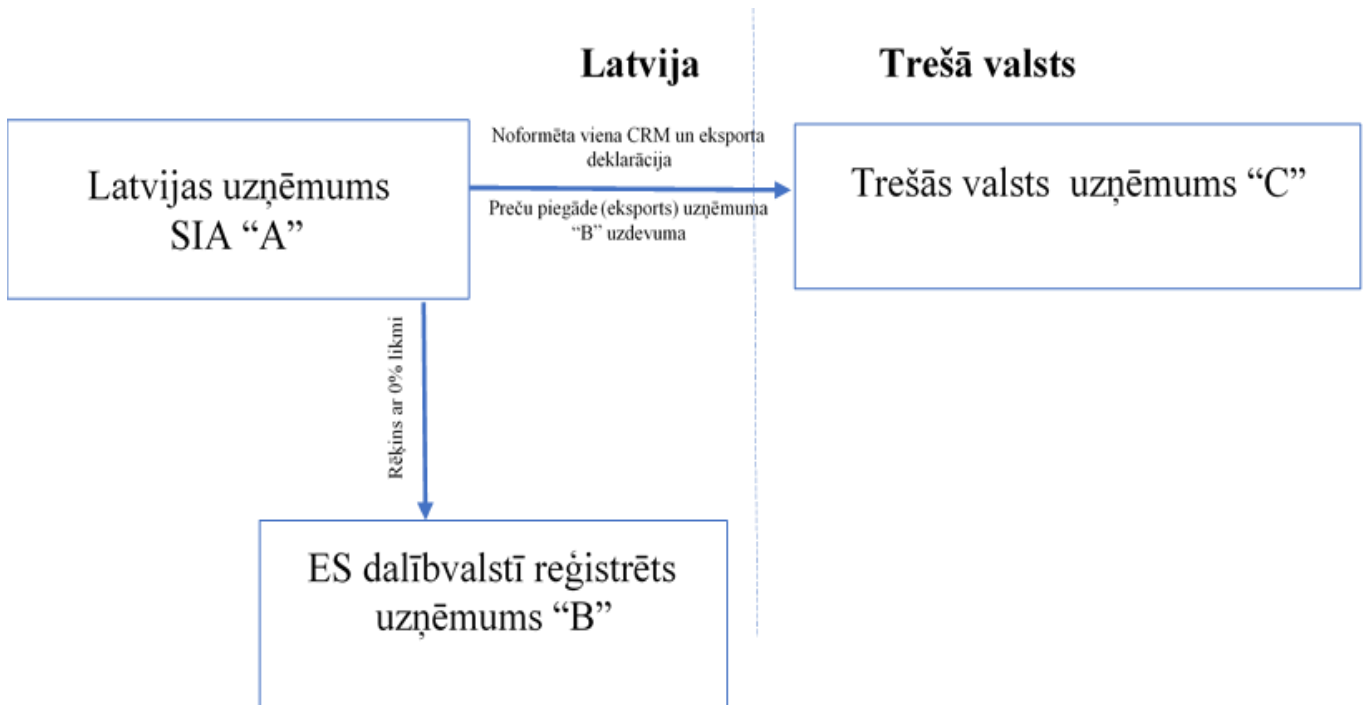 Latvija
Trešā valsts
Latvijas uzņēmums
SIA “A”
Noformēta viena CRM un eksporta
deklarācija
Preču piegāde (eksports) uzņēmuma
“B” uzdevuma
Trešās valsts uzņēmums “C”
Rēķins ar 0% likmi
ES dalībvalstī reģistrēts
uzņēmums “B”